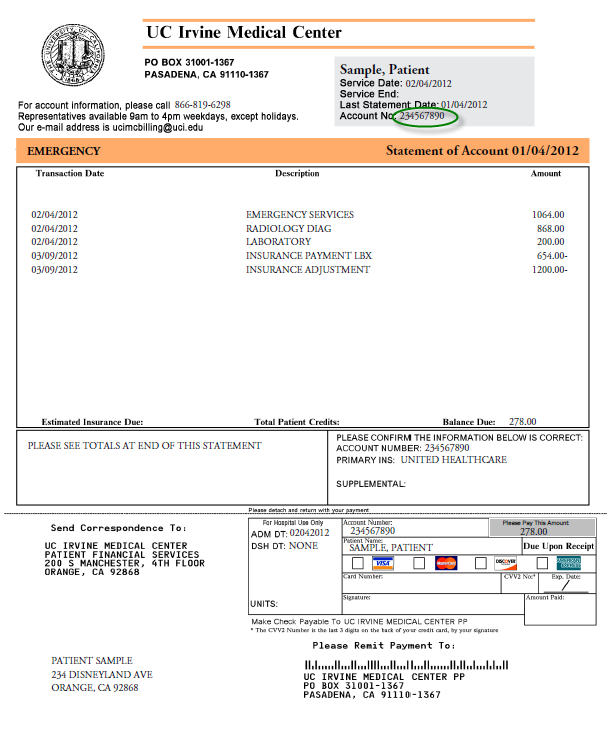 UC Irvine Medical Center
PO BOX 31001-1367
PASADENA, CA 91110-1367
Sample, Patient
Service Date: 02/04/2012
Service End:
Last Statement Date: 01/04/2012
Account No: 234567890
For account information, please call 866-819-6298
Representatives available 9am to 4pm weekdays, except holidays.
Our e-mail address is ucimcbilling@uci.edu
EMERGENCY Statement of Account 01/04/2012
Transaction Date Description Amount
02/04/2012 EMERGENCY SERVICES 1064.00
02/04/2012 RADIOLOGY DIAG 868.00
02/04/2012 LABORATORY 200.00
03/09/2012 INSURANCE PAYMENT LBX 654.00-
03/09/2012 INSURANCE ADJUSTMENT 1200.00-
Estimated Insurance Due: Total Patient Credits: Balance Due: 278.00
PLEASE SEE TOTALS AT END OF THIS STATEMENT
PLEASE CONFIRM THE INFORMATION BELOW IS CORRECT:
ACCOUNT NUMBER: 234567890
PRIMARY INS: UNITED HEALTHCARE
SUPPLEMENTAL:
Please detach and return with your payment
Send Correspondence To:
UC IRVINE MEDICAL CENTER
PATIENT FINANCIAL SERVICES
200 S MANCHESTER, 4TH FLOOR
ORANGE, CA 92868
For Hospital Use Only
ADM DT: 02042012
DSH DT: NONE
UNITS:
Account Number:
234567890
Please Pay This Amount
278.00
Patient Name:
SAMPLE, PATIENT
Due Upon Receipt
VISA MasterCard DISCOVER AMERICAN EXPRESS
Card Number: CVV2 No:* Exp. Date:
/
Signature: Amount Paid:
Make Check Payable To UC IRVINE MEDICAL CENTER PP
* The CVV2 Number is the last 3 digits on the back of your credit card, by your signature
Please Remit Payment To:
PATIENT SAMPLE
234 DISNEYLAND AVE
ORANGE, CA 92868
UC IRVINE MEDICAL CENTER PP
PO BOX 31001-1367
PASADENA, CA 91110-1367